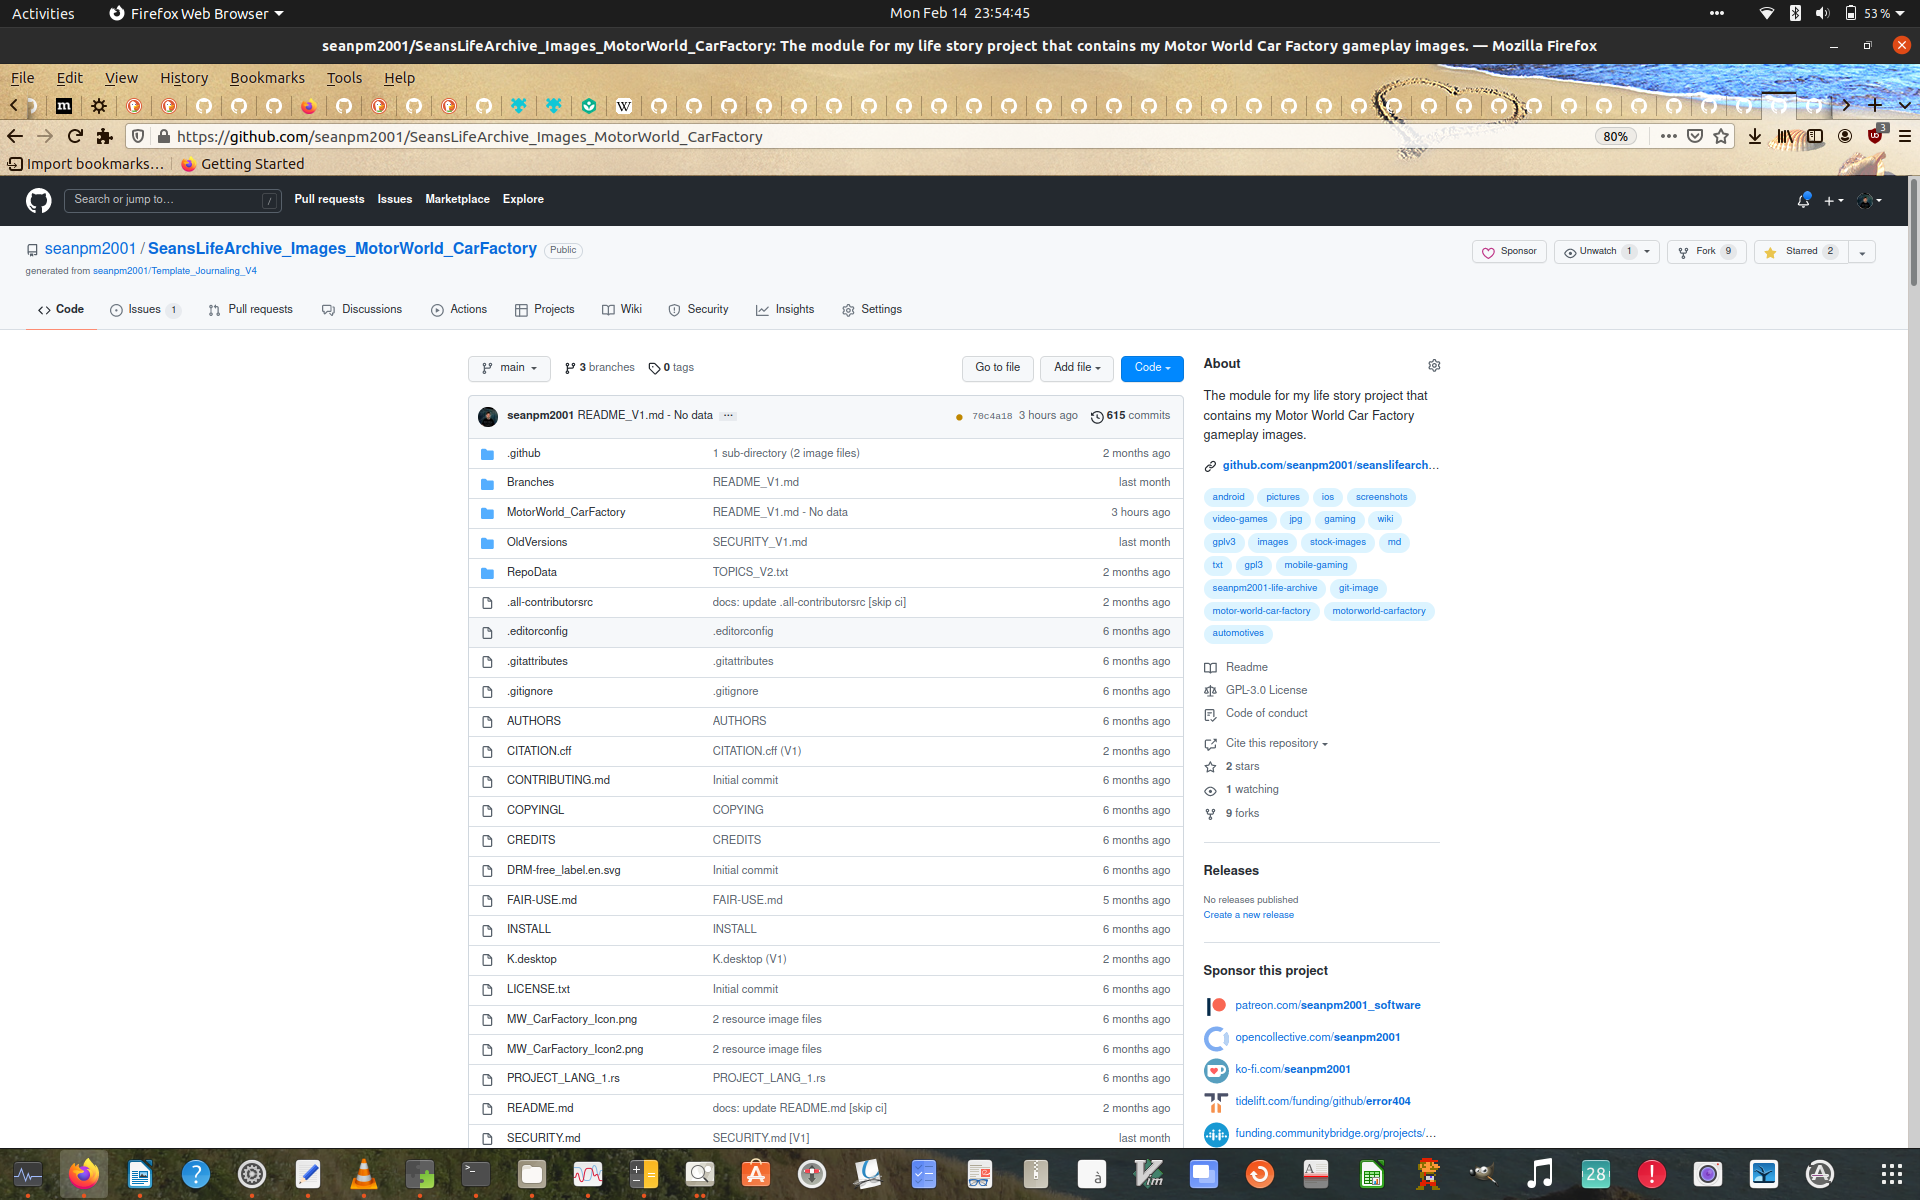 Activities Firefox Web Browser Mon Feb 14 23:54:45 53 %
seanpm2001/SeansLifeArchive_Images_MotorWorld_CarFactory: The module for my life story project that contains my Motor World Car Factory gameplay images. — Mozilla Firefox
File Edit View History Bookmarks Tools Help
https://github.com/seanpm2001/SeansLifeArchive_Images_MotorWorld_CarFactory 80% 3
Import bookmarks… Getting Started
Search or jump to… / Pull requests Issues Marketplace Explore
seanpm2001 / SeansLifeArchive_Images_MotorWorld_CarFactory Public Sponsor Unwatch 1 Fork 9 Starred 2
generated from seanpm2001/Template_Journaling_V4
Code Issues 1 Pull requests Discussions Actions Projects Wiki Security Insights Settings
main 3 branches 0 tags Go to file Add file Code
seanpm2001 README_V1.md - No data ... 70c4a18 3 hours ago 615 commits
.github 1 sub-directory (2 image files) 2 months ago
Branches README_V1.md last month
MotorWorld_CarFactory README_V1.md - No data 3 hours ago
OldVersions SECURITY_V1.md last month
RepoData TOPICS_V2.txt 2 months ago
.all-contributorsrc docs: update .all-contributorsrc [skip ci] 2 months ago
.editorconfig .editorconfig 6 months ago
.gitattributes .gitattributes 6 months ago
.gitignore .gitignore 6 months ago
AUTHORS AUTHORS 6 months ago
CITATION.cff CITATION.cff (V1) 2 months ago
CONTRIBUTING.md Initial commit 6 months ago
COPYINGL COPYING 6 months ago
CREDITS CREDITS 6 months ago
DRM-free_label.en.svg Initial commit 6 months ago
FAIR-USE.md FAIR-USE.md 5 months ago
INSTALL INSTALL 6 months ago
K.desktop K.desktop (V1) 2 months ago
LICENSE.txt Initial commit 6 months ago
MW_CarFactory_Icon.png 2 resource image files 6 months ago
MW_CarFactory_Icon2.png 2 resource image files 6 months ago
PROJECT_LANG_1.rs PROJECT_LANG_1.rs 6 months ago
README.md docs: update README.md [skip ci] 2 months ago
SECURITY.md SECURITY.md [V1] last month
About
The module for my life story project that
contains my Motor World Car Factory
gameplay images.
github.com/seanpm2001/seanslifearch…
android pictures ios screenshots
video-games jpg gaming wiki
gplv3 images stock-images md
txt gpl3 mobile-gaming
seanpm2001-life-archive git-image
motor-world-car-factory motorworld-carfactory
automotives
Readme
GPL-3.0 License
Code of conduct
Cite this repository
2 stars
1 watching
9 forks
Releases
No releases published
Create a new release
Sponsor this project
patreon.com/seanpm2001_software
opencollective.com/seanpm2001
ko-fi.com/seanpm2001
tidelift.com/funding/github/error404
funding.communitybridge.org/projects/…
28